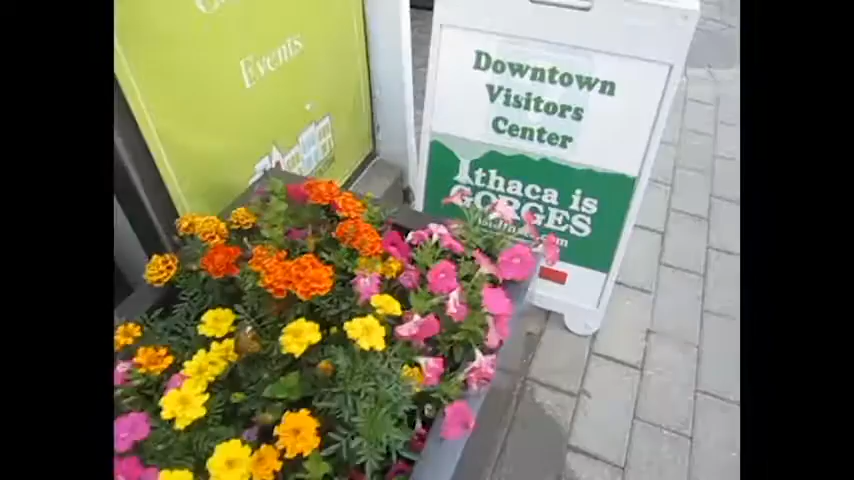 Events
Downtown
Visitors
Center
Ithaca is
GORGES